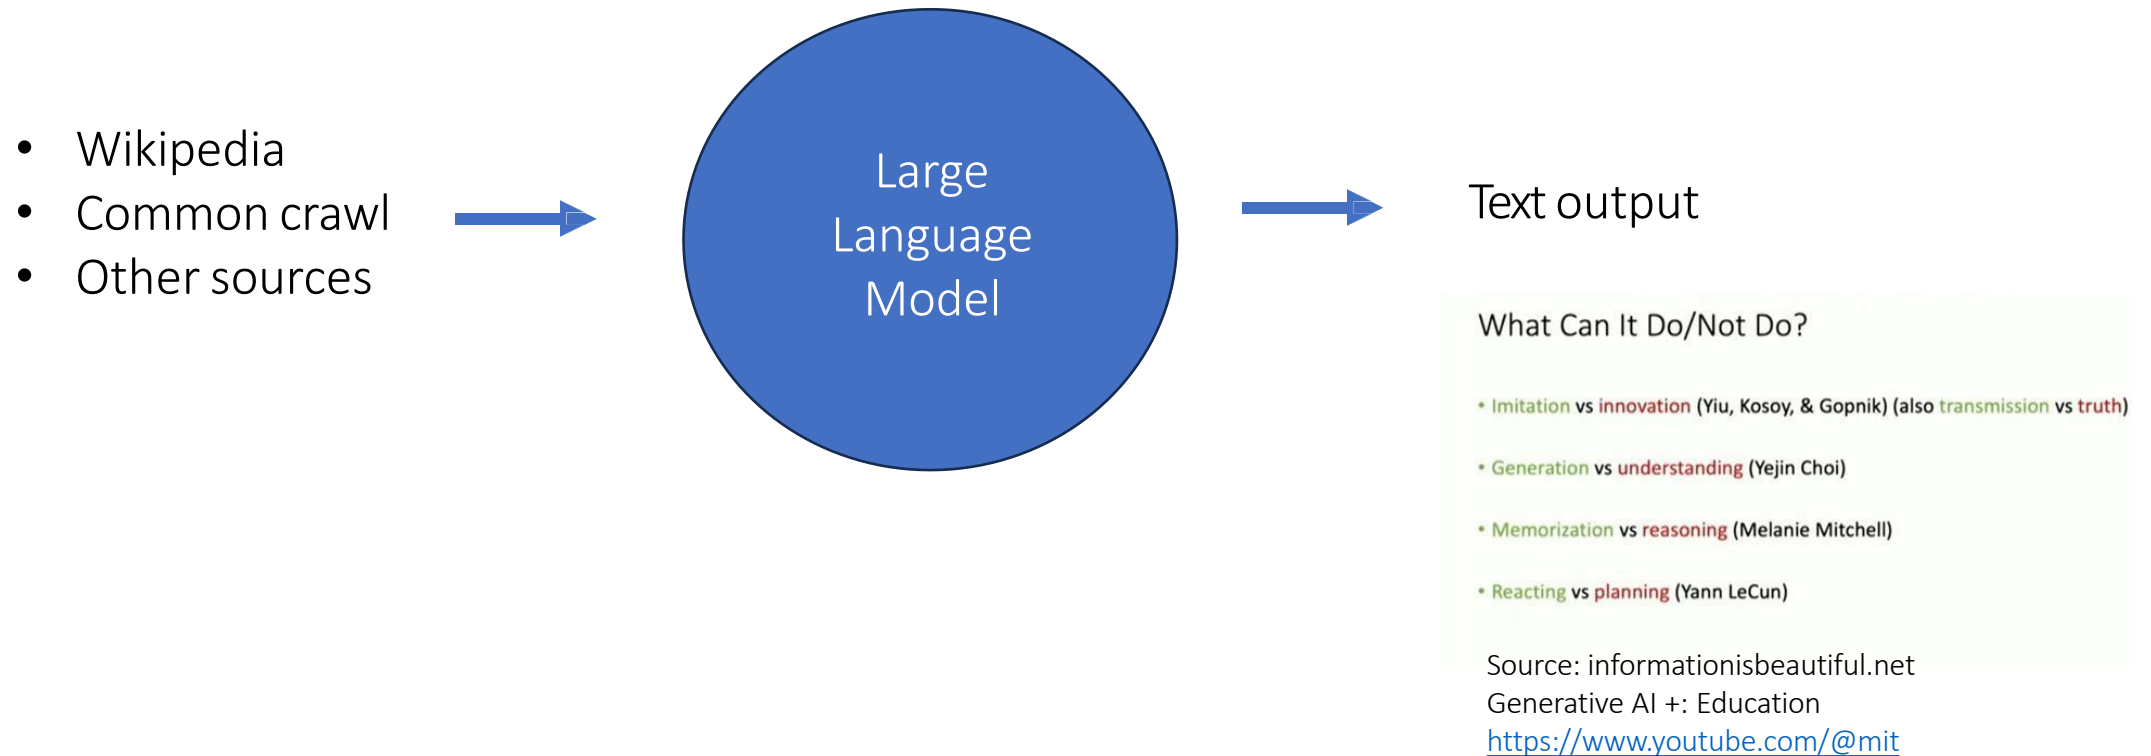 • Wikipedia
• Common crawl
• Other sources
Large
Language
Model
Text output
What Can It Do/Not Do?
• Imitation vs innovation (Yiu, Kosoy, & Gopnik) (also transmission vs truth)
• Generation vs understanding (Yejin Choi)
• Memorization vs reasoning (Melanie Mitchell)
• Reacting vs planning (Yann LeCun)
Source: informationisbeautiful.net
Generative AI +: Education
https://www.youtube.com/@mit